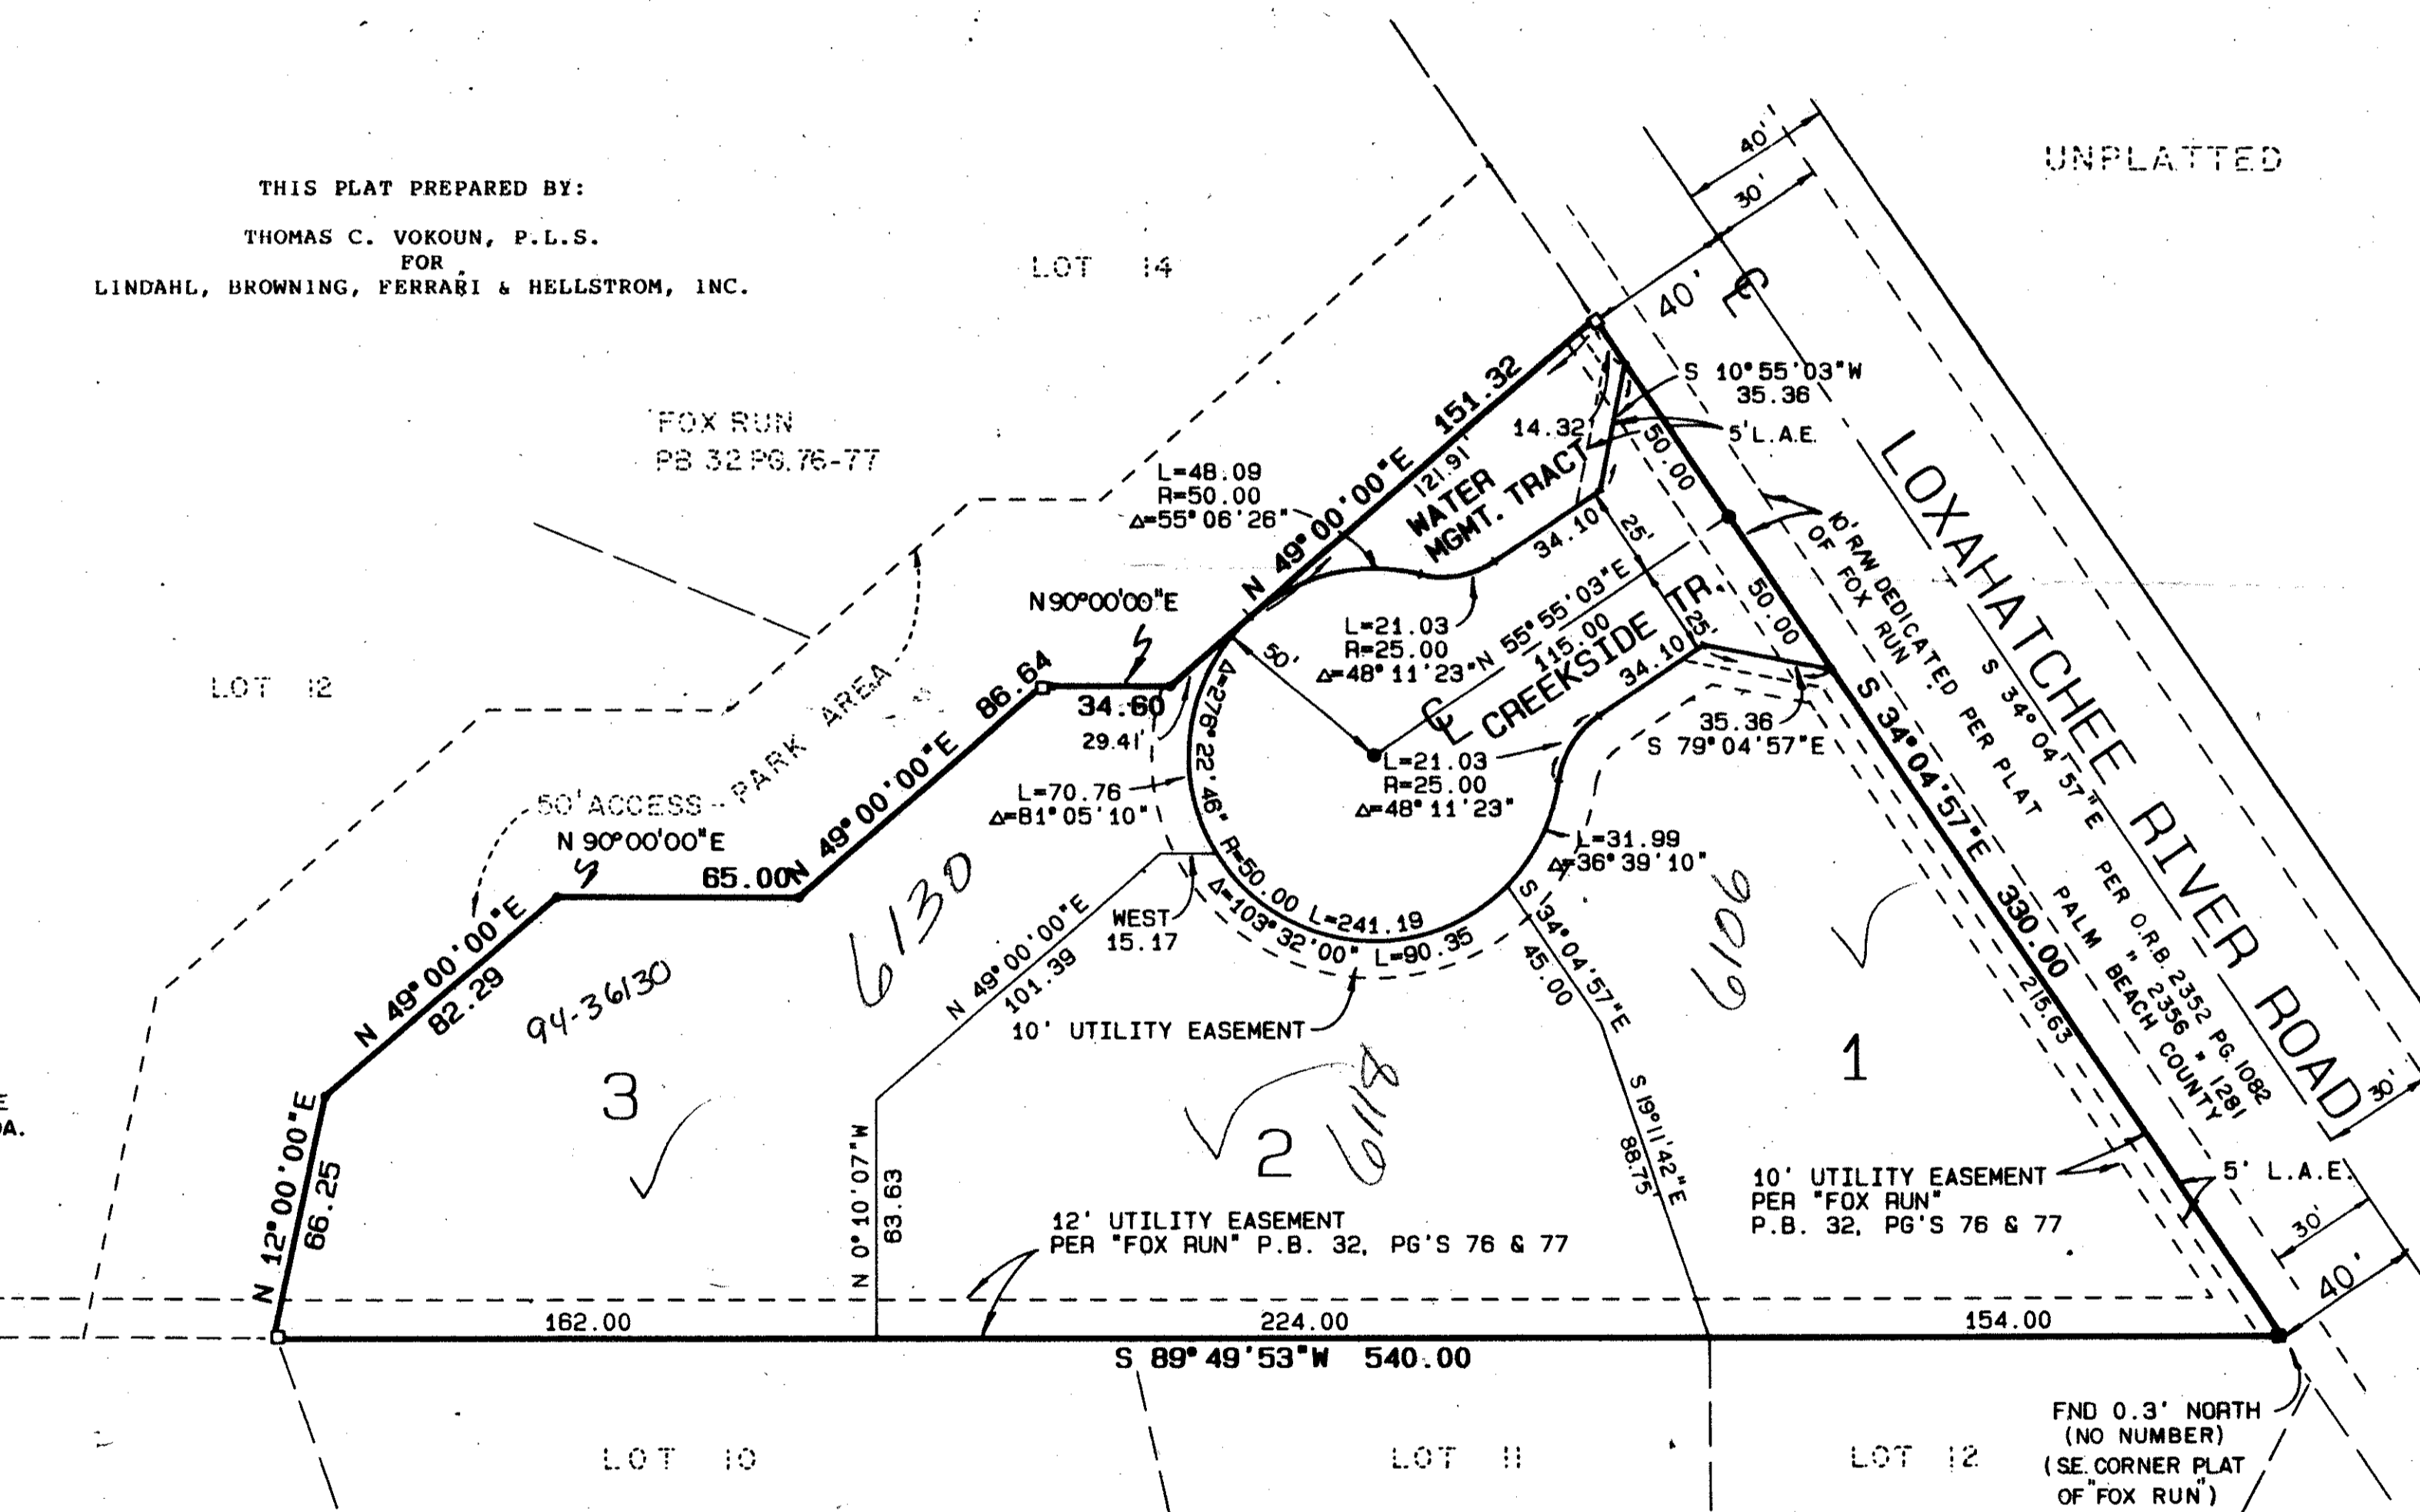 THIS PLAT PREPARED BY:
THOMAS C. VOKOUN, P.L.S.
FOR
LINDAHL, BROWNING, FERRARI & HELLSTROM, INC.
UNPLATTED
LOT 14
FOX RUN
PB 32 PG. 76-77
LOT 12
40'
30'
40'
C L
S 10°55'03"W
35.36
14.32
5' L.A.E.
N 49°00'00"E 151.32
121.91'
WATER
MGMT. TRACT
L=48.09
R=50.00
Δ=55°06'26"
34.10
25'
50.00
50.00
10' R/W DEDICATED PER PLAT
OF FOX RUN
LOXAHATCHEE RIVER ROAD
S 34°04'57"E PER O.R.B. 2352 PG. 1082
" 2356 " 1281
PALM BEACH COUNTY
N 90°00'00"E
34.60
29.41'
L=21.03
R=25.00
Δ=48°11'23"
N 55°55'03"E
115.00
C L CREEKSIDE TR.
25'
34.10
50'
35.36
S 79°04'57"E
L=21.03
R=25.00
Δ=48°11'23"
L=31.99
Δ=36°39'10"
Δ=276°22'46" R=50.00 L=241.19
L=70.76
Δ=81°05'10"
Δ=103°32'00" L=90.35
N 49°00'00"E 86.64
50' ACCESS - PARK AREA
N 90°00'00"E
65.00
N 49°00'00"E
82.29
94-36130
6130
WEST
15.17
N 49°00'00"E
101.39
10' UTILITY EASEMENT
S 34°04'57"E
45.00
6106
S 34°04'57"E 330.00
215.63
1
3
2
6118
S 19°11'42"E
88.75'
N 12°00'00"E
66.25
N 0°10'07"W
63.63
12' UTILITY EASEMENT
PER "FOX RUN" P.B. 32, PG'S 76 & 77
10' UTILITY EASEMENT
PER "FOX RUN"
P.B. 32, PG'S 76 & 77
5' L.A.E.
30'
30'
40'
E
DA.
162.00
224.00
154.00
S 89°49'53"W 540.00
LOT 10
LOT 11
LOT 12
FND 0.3' NORTH
(NO NUMBER)
(S.E. CORNER PLAT
OF "FOX RUN")